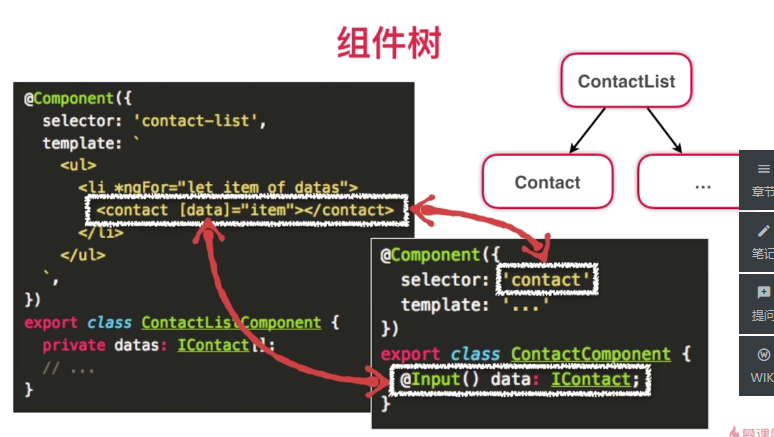 组件树
@Component({
selector: 'contact-list',
template: `
<ul>
<li *ngFor="let item of datas">
<contact [data]="item"></contact>
</li>
</ul>
`,
})
export class ContactListComponent {
private datas: IContact[];
// ...
}
ContactList
Contact
...
@Component({
selector: 'contact'
template: '...'
})
export class ContactComponent {
@Input() data: IContact;
}
章节
笔记
提问
WIK